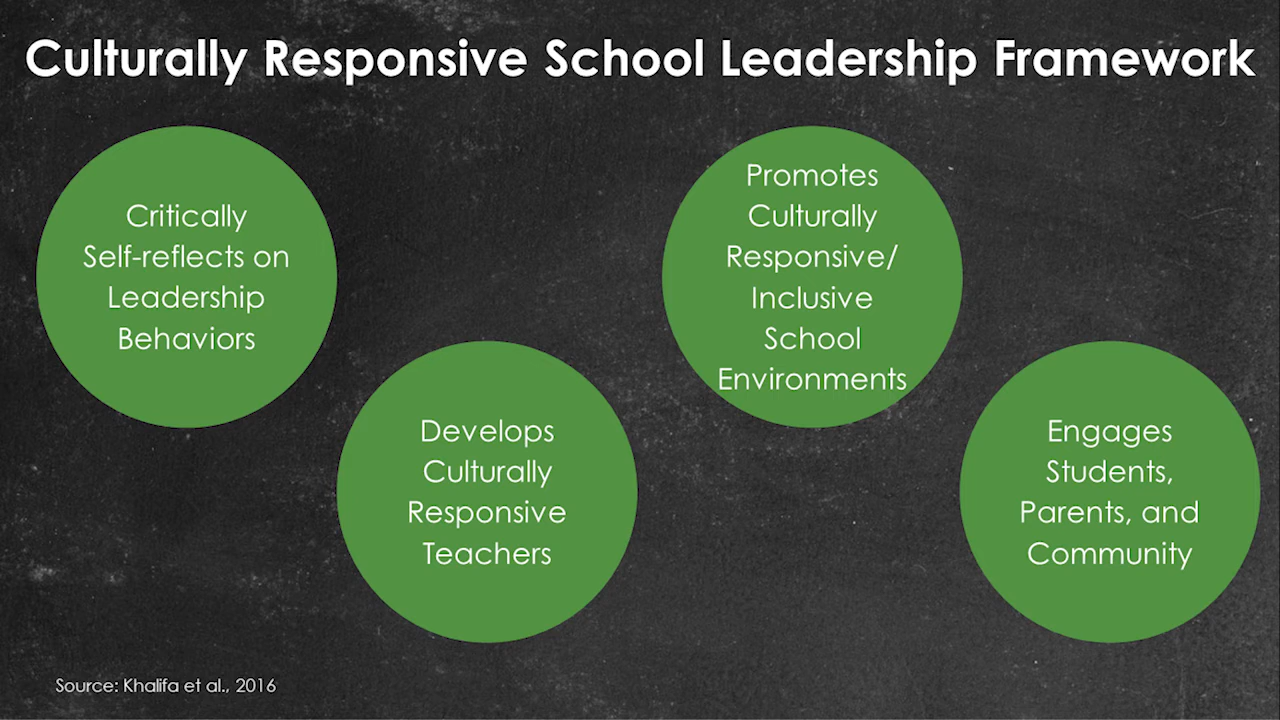 Culturally Responsive School Leadership Framework
Critically
Self-reflects on
Leadership
Behaviors
Develops
Culturally
Responsive
Teachers
Promotes
Culturally
Responsive/
Inclusive
School
Environments
Engages
Students,
Parents, and
Community
Source: Khalifa et al., 2016